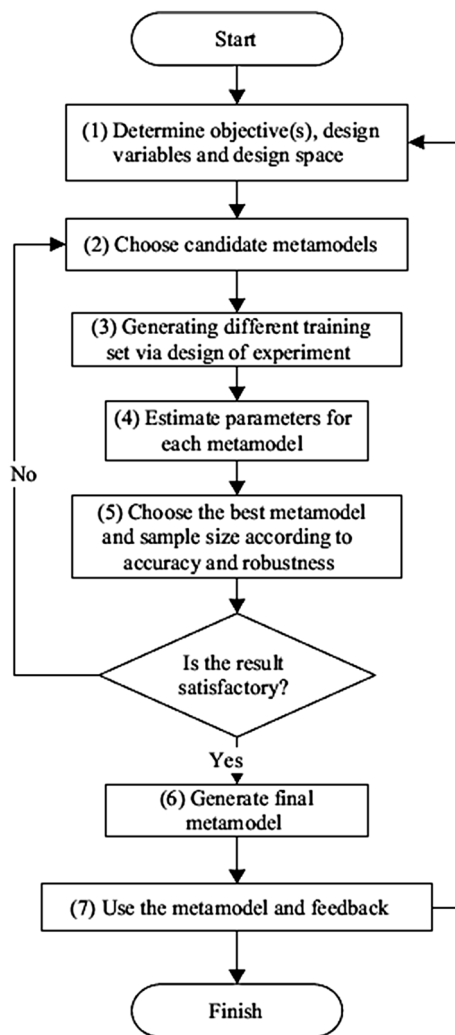 Start
(1) Determine objective(s), design
variables and design space
(2) Choose candidate metamodels
(3) Generating different training
set via design of experiment
(4) Estimate parameters for
each metamodel
No
(5) Choose the best metamodel
and sample size according to
accuracy and robustness
Is the result
satisfactory?
Yes
(6) Generate final
metamodel
(7) Use the metamodel and feedback
Finish